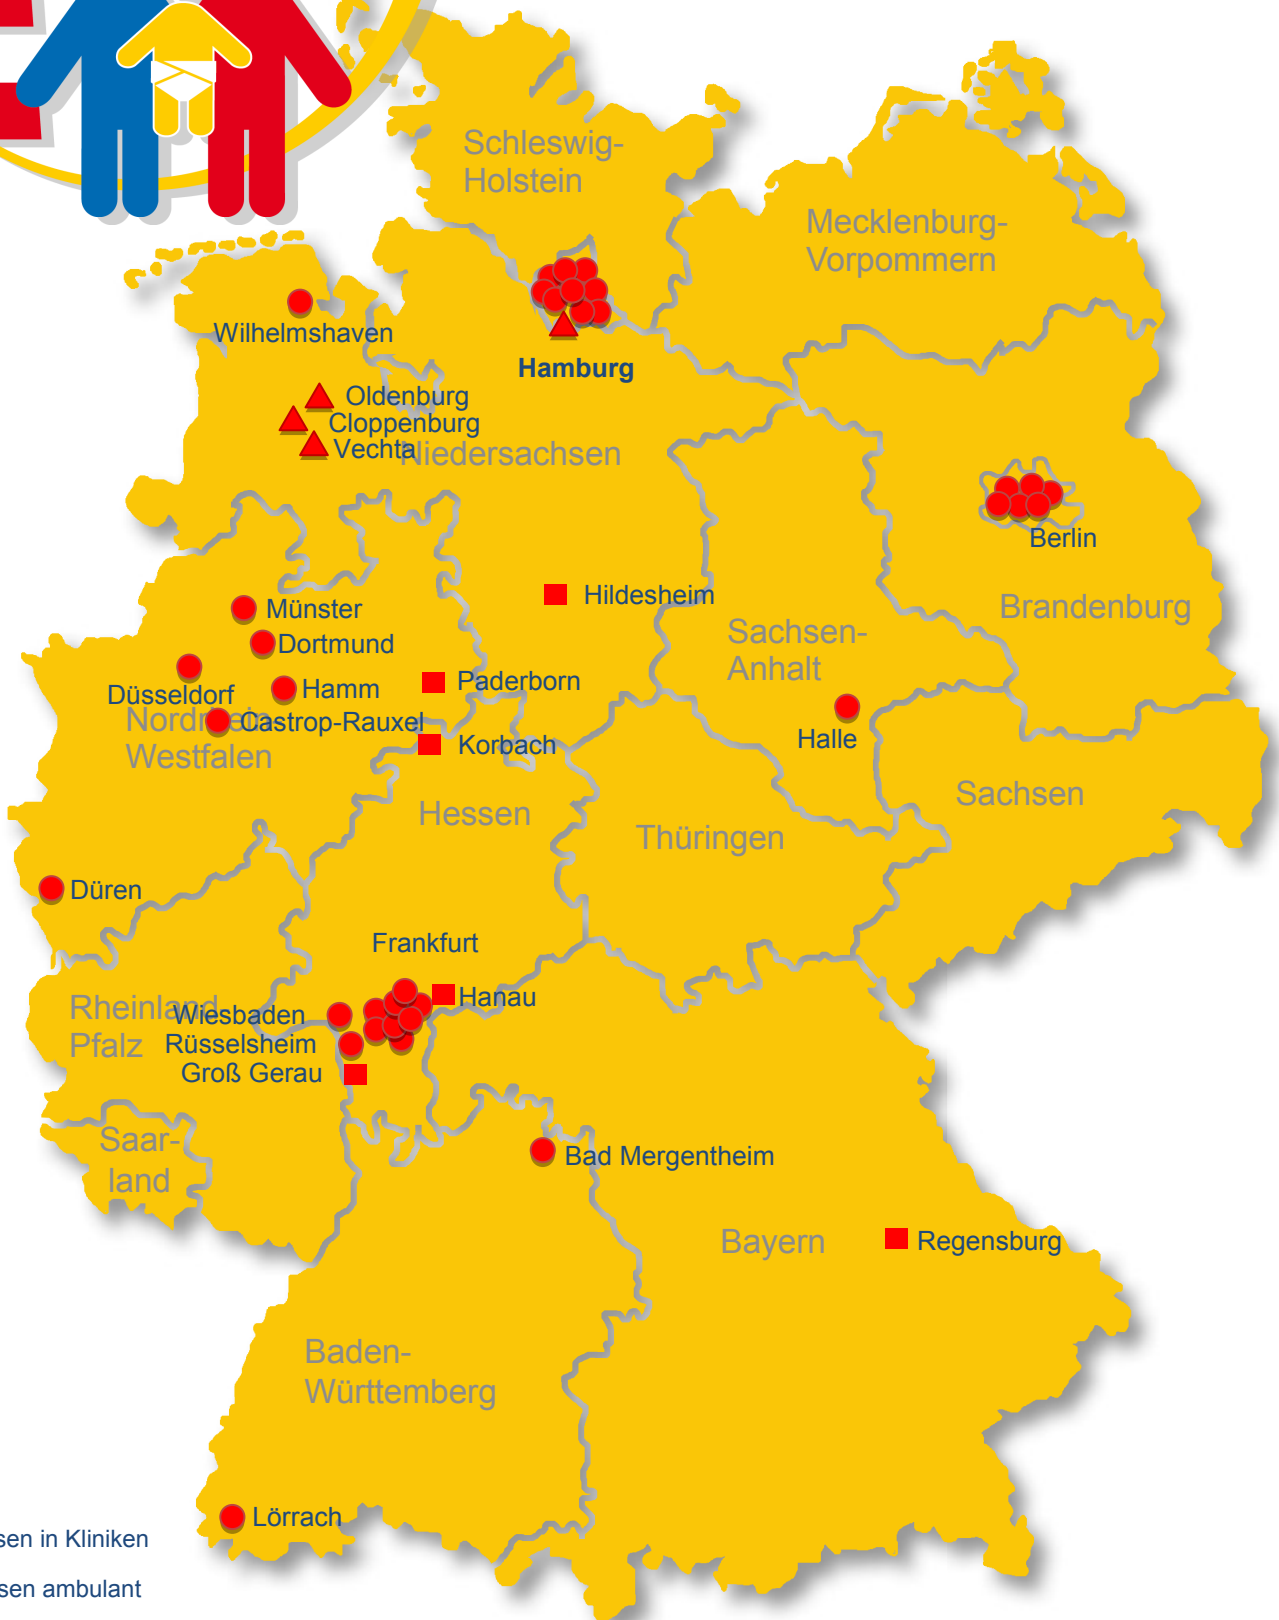 Schleswig-
Holstein
Mecklenburg-
Vorpommern
Wilhelmshaven
Hamburg
Oldenburg
Cloppenburg
Vechta
Niedersachsen
Berlin
Hildesheim
Brandenburg
Münster
Dortmund
Sachsen-
Anhalt
Düsseldorf
Hamm
Paderborn
Castrop-Rauxel
Nordrhein-
Westfalen
Korbach
Halle
Hessen
Sachsen
Thüringen
Düren
Frankfurt
Hanau
Rheinland
Pfalz
Wiesbaden
Rüsselsheim
Groß Gerau
Saar-
land
Bad Mergentheim
Bayern
Regensburg
Baden-
Württemberg
Lörrach
sen in Kliniken
sen ambulant